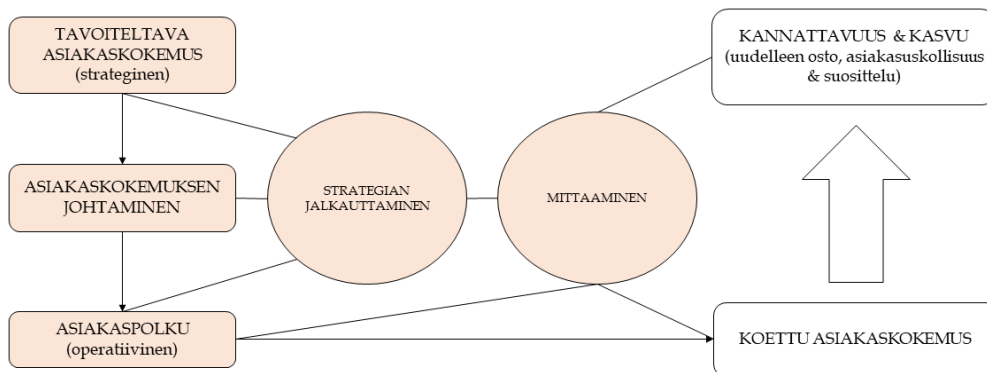 TAVOITELTAVA
ASIAKASKOKEMUS
(strateginen)
KANNATTAVUUS & KASVU
(uudelleen osto, asiakasuskollisuus
& suosittelu)
ASIAKASKOKEMUKSEN
JOHTAMINEN
STRATEGIAN
JALKAUTTAMINEN
MITTAAMINEN
ASIAKASPOLKU
(operatiivinen)
KOETTU ASIAKASKOKEMUS